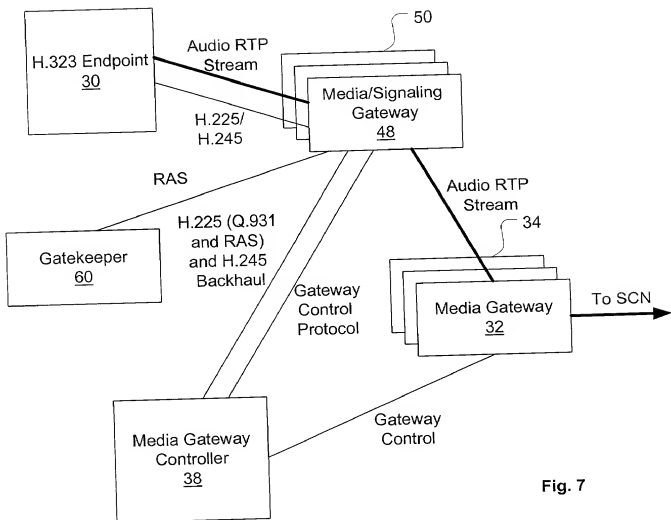 50
H.323 Endpoint
30
Audio RTP
Stream
Media/Signaling
Gateway
48
H.225/
H.245
RAS
Audio RTP
Stream
34
H.225 (Q.931
and RAS)
and H.245
Backhaul
Gatekeeper
60
Gateway
Control
Protocol
Media Gateway
32
To SCN
Media Gateway
Controller
38
Gateway
Control
Fig. 7